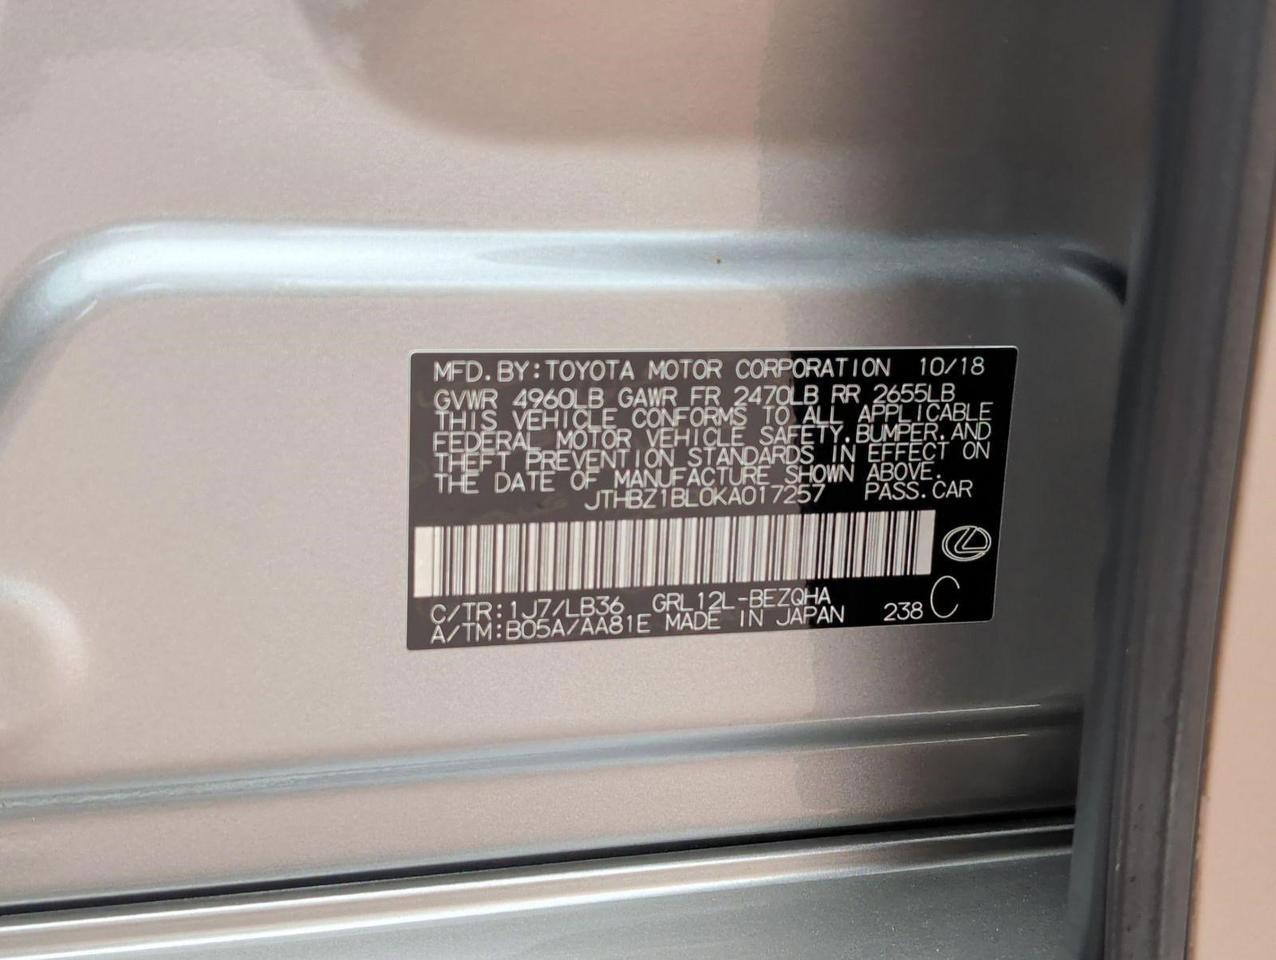 MFD.BY:TOYOTA MOTOR CORPORATION 10/18
GVWR 4960LB GAWR FR 2470LB RR 2655LB
THIS VEHICLE CONFORMS TO ALL APPLICABLE
FEDERAL MOTOR VEHICLE SAFETY,BUMPER,AND
THEFT PREVENTION STANDARDS IN EFFECT ON
THE DATE OF MANUFACTURE SHOWN ABOVE.
JTHBZ1BL0KA017257 PASS.CAR
C/TR:1J7/LB36 GRL12L-BEZQHA
A/TM:B05A/AA81E MADE IN JAPAN 238 C